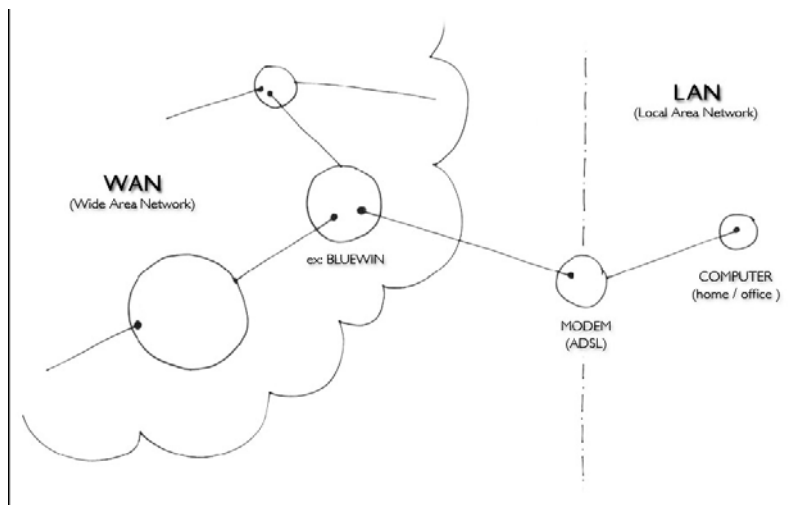 WAN
(Wide Area Network)
ex: BLUEWIN
LAN
(Local Area Network)
MODEM
(ADSL)
COMPUTER
(home / office )